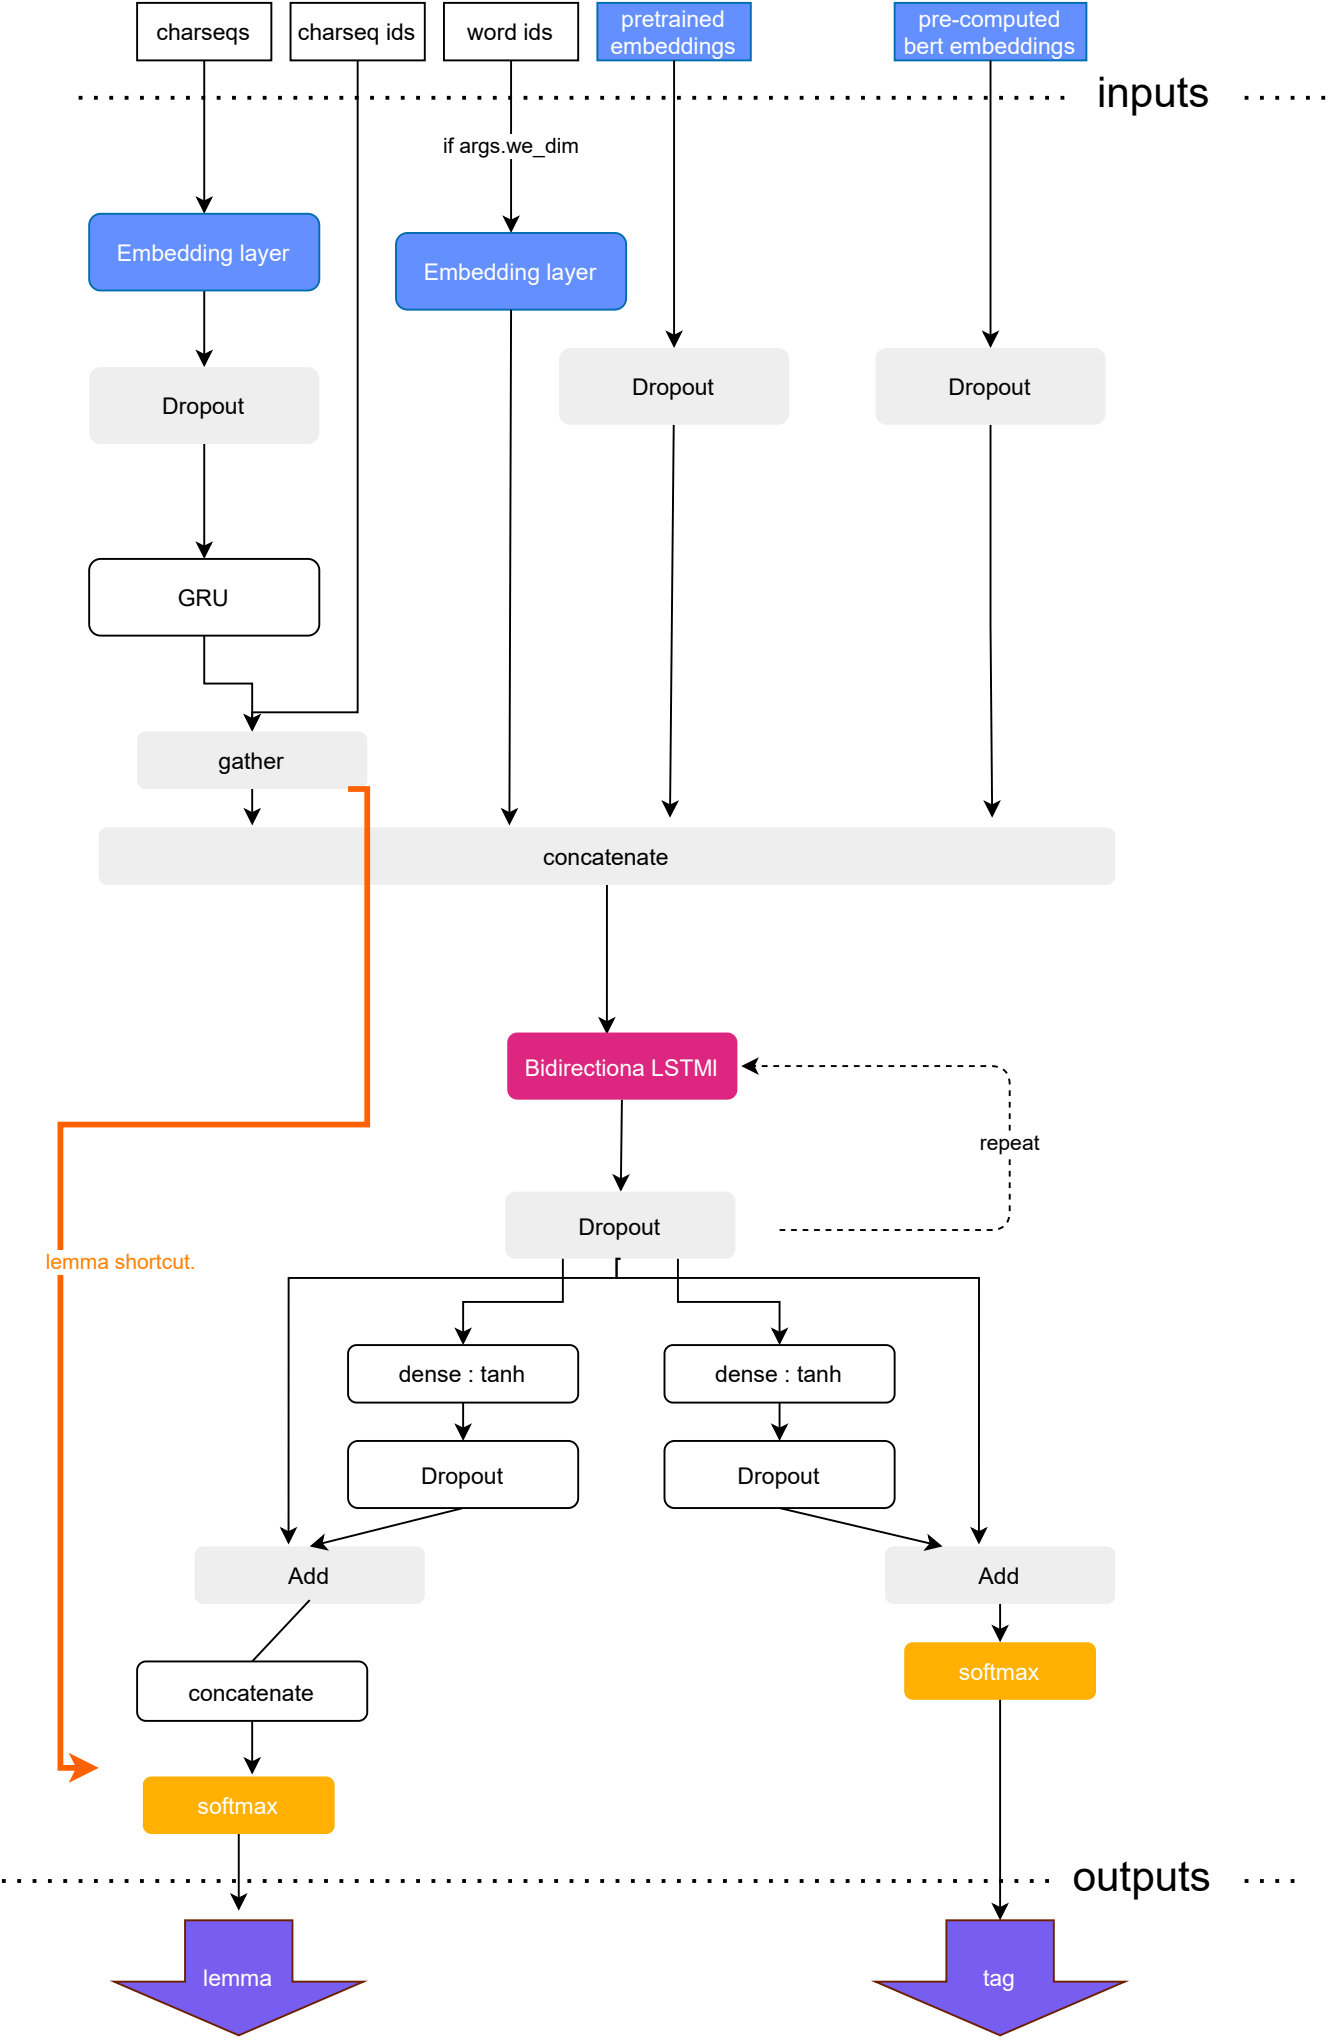 charseqs
charseq ids
word ids
pretrained
embeddings
pre-computed
bert embeddings
inputs
if args.we_dim
Embedding layer
Embedding layer
Dropout
Dropout
Dropout
GRU
gather
concatenate
Bidirectiona LSTMl
repeat
Dropout
lemma shortcut.
dense : tanh
dense : tanh
Dropout
Dropout
Add
Add
softmax
concatenate
softmax
outputs
lemma
tag